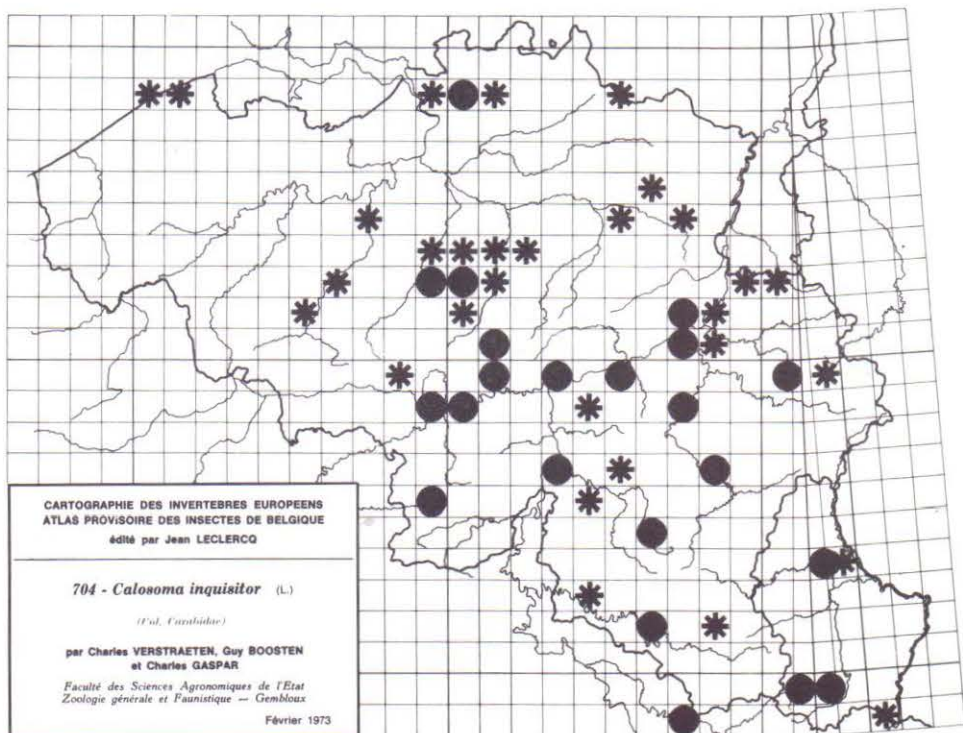 CARTOGRAPHIE DES INVERTEBRES EUROPEENS
ATLAS PROVISOIRE DES INSECTES DE BELGIQUE
édité par Jean LECLERCQ
704 - Calosoma inquisitor (L.)
(Col. Carabidae)
par Charles VERSTRAETEN, Guy BOOSTEN
et Charles GASPAR
Faculté des Sciences Agronomiques de l'Etat
Zoologie générale et Faunistique — Gembloux
Février 1973